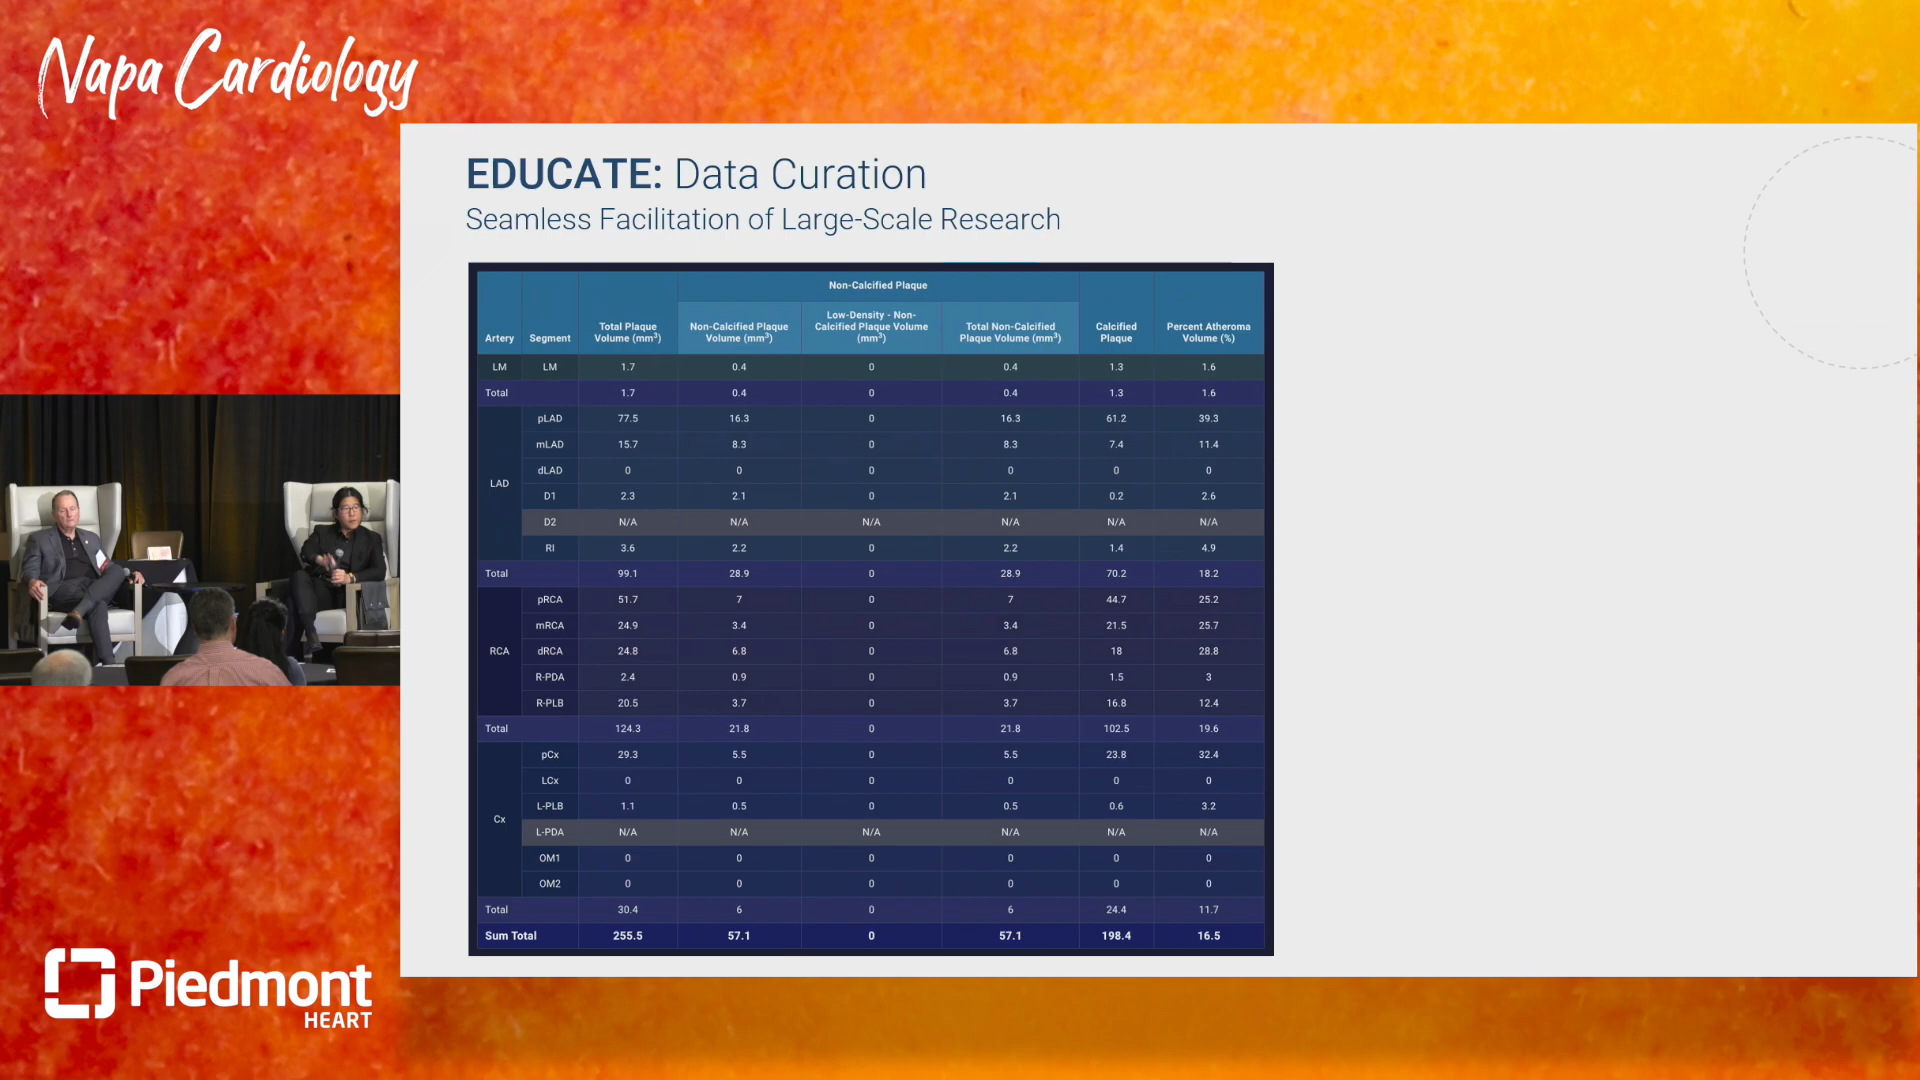 Napa Cardiology
EDUCATE: Data Curation
Seamless Facilitation of Large-Scale Research
Non-Calcified Plaque
Artery Segment Total Plaque Volume (mm³) Non-Calcified Plaque Volume (mm³) Low-Density - Non-Calcified Plaque Volume (mm³) Total Non-Calcified Plaque Volume (mm³) Calcified Plaque Percent Atheroma Volume (%)
LM LM 1.7 0.4 0 0.4 1.3 1.6
Total 1.7 0.4 0 0.4 1.3 1.6
pLAD 77.5 16.3 0 16.3 61.2 39.3
mLAD 15.7 8.3 0 8.3 7.4 11.4
dLAD 0 0 0 0 0 0
LAD
D1 2.3 2.1 0 2.1 0.2 2.6
D2 N/A N/A N/A N/A N/A N/A
RI 3.6 2.2 0 2.2 1.4 4.9
Total 99.1 28.9 0 28.9 70.2 18.2
pRCA 51.7 7 0 7 44.7 25.2
mRCA 24.9 3.4 0 3.4 21.5 25.7
RCA dRCA 24.8 6.8 0 6.8 18 28.8
R-PDA 2.4 0.9 0 0.9 1.5 3
R-PLB 20.5 3.7 0 3.7 16.8 12.4
Total 124.3 21.8 0 21.8 102.5 19.6
pCx 29.3 5.5 0 5.5 23.8 32.4
LCx 0 0 0 0 0 0
L-PLB 1.1 0.5 0 0.5 0.6 3.2
Cx
L-PDA N/A N/A N/A N/A N/A N/A
OM1 0 0 0 0 0 0
OM2 0 0 0 0 0 0
Total 30.4 6 0 6 24.4 11.7
Sum Total 255.5 57.1 0 57.1 198.4 16.5
Piedmont
HEART